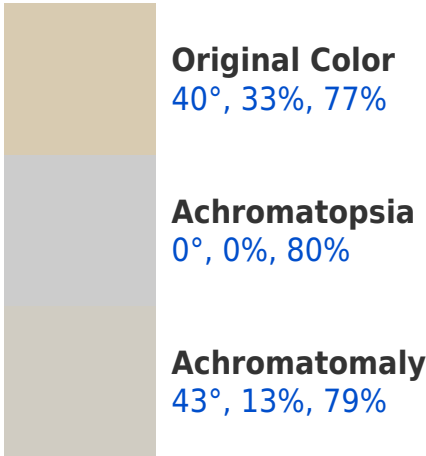 Original Color
40°, 33%, 77%
Achromatopsia
0°, 0%, 80%
Achromatomaly
43°, 13%, 79%